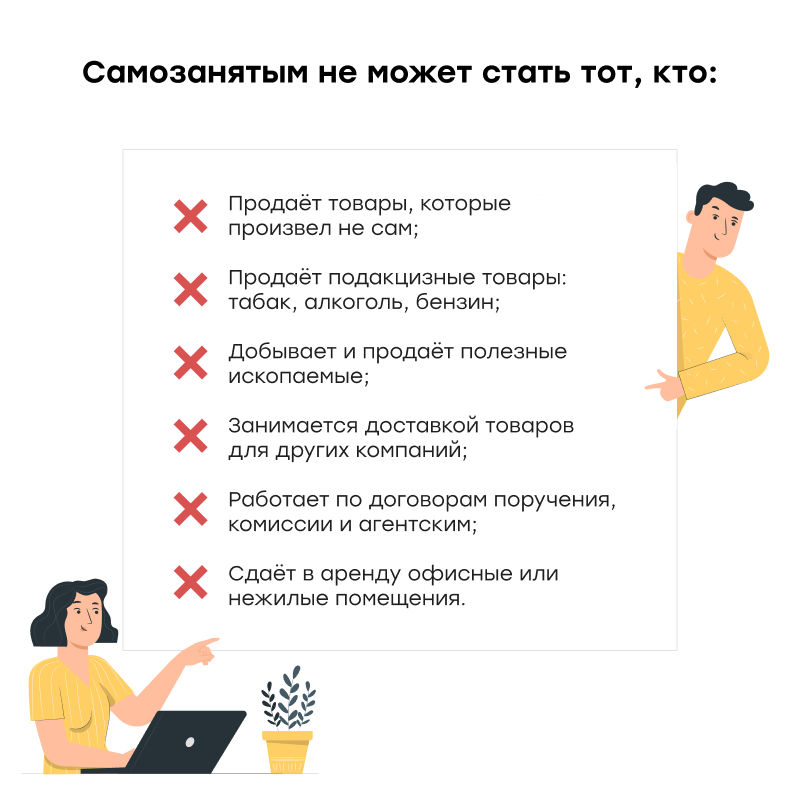 Самозанятым не может стать тот, кто:
Продаёт товары, которые
произвел не сам;
Продаёт подакцизные товары:
табак, алкоголь, бензин;
Добывает и продаёт полезные
ископаемые;
Занимается доставкой товаров
для других компаний;
Работает по договорам поручения,
комиссии и агентским;
Сдаёт в аренду офисные или
нежилые помещения.